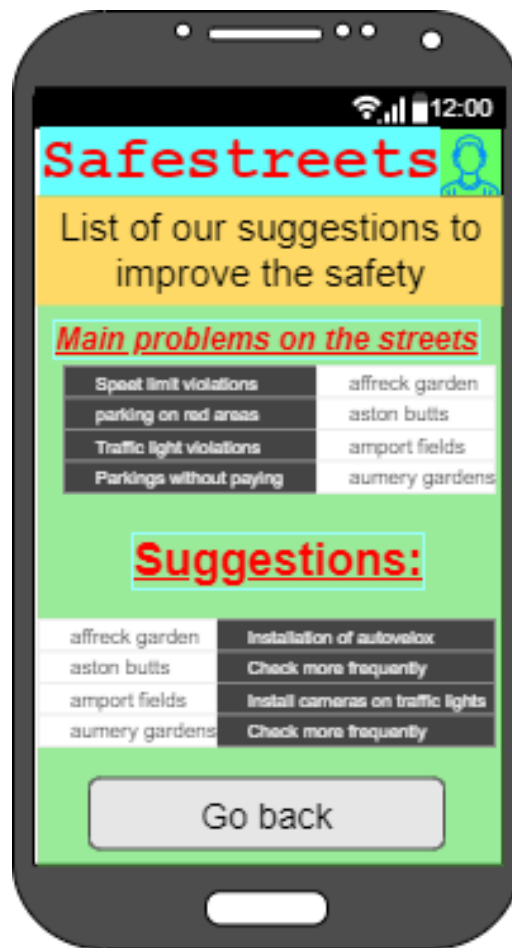 12:00
Safestreets
List of our suggestions to
improve the safety
Main problems on the streets
Speet limit violations affreck garden
parking on red areas aston butts
Traffic light violations amport fields
Parkings without paying aumery gardens
Suggestions:
affreck garden Installation of autovelox
aston butts Check more frequently
amport fields Install cameras on traffic lights
aumery gardens Check more frequently
Go back